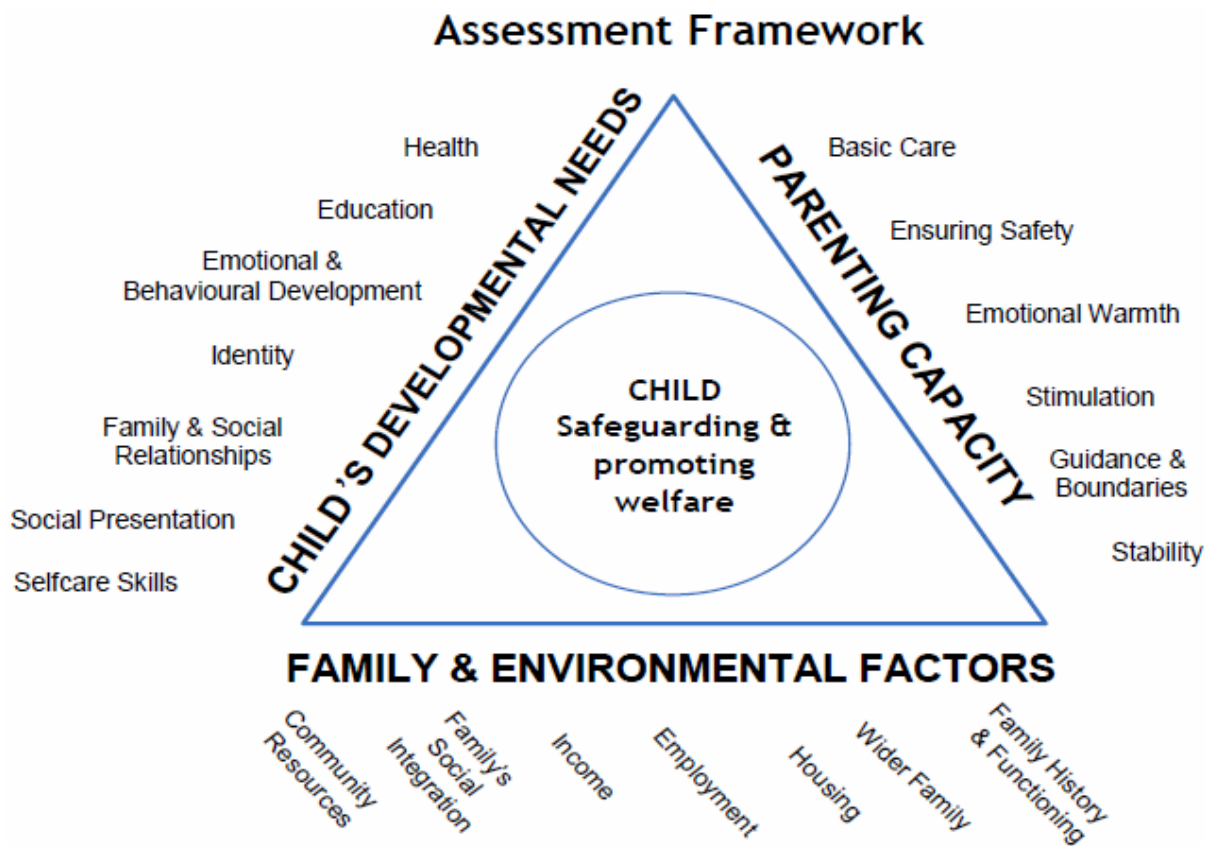 Assessment Framework
CHILD'S DEVELOPMENTAL NEEDS
Health
Education
Emotional &
Behavioural Development
Identity
Family & Social
Relationships
Social Presentation
Selfcare Skills
PARENTING CAPACITY
Basic Care
Ensuring Safety
Emotional Warmth
Stimulation
Guidance &
Boundaries
Stability
CHILD
Safeguarding &
promoting
welfare
FAMILY & ENVIRONMENTAL FACTORS
Community
Resources
Family's
Social
Integration
Income
Employment
Housing
Wider Family
Family History
& Functioning